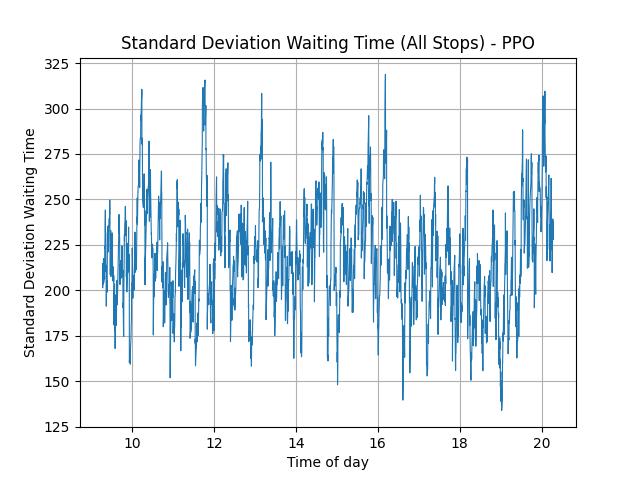 Standard Deviation Waiting Time (All Stops) - PPO
Standard Deviation Waiting Time
325
300
275
250
225
200
175
150
125
10 12 14 16 18 20
Time of day